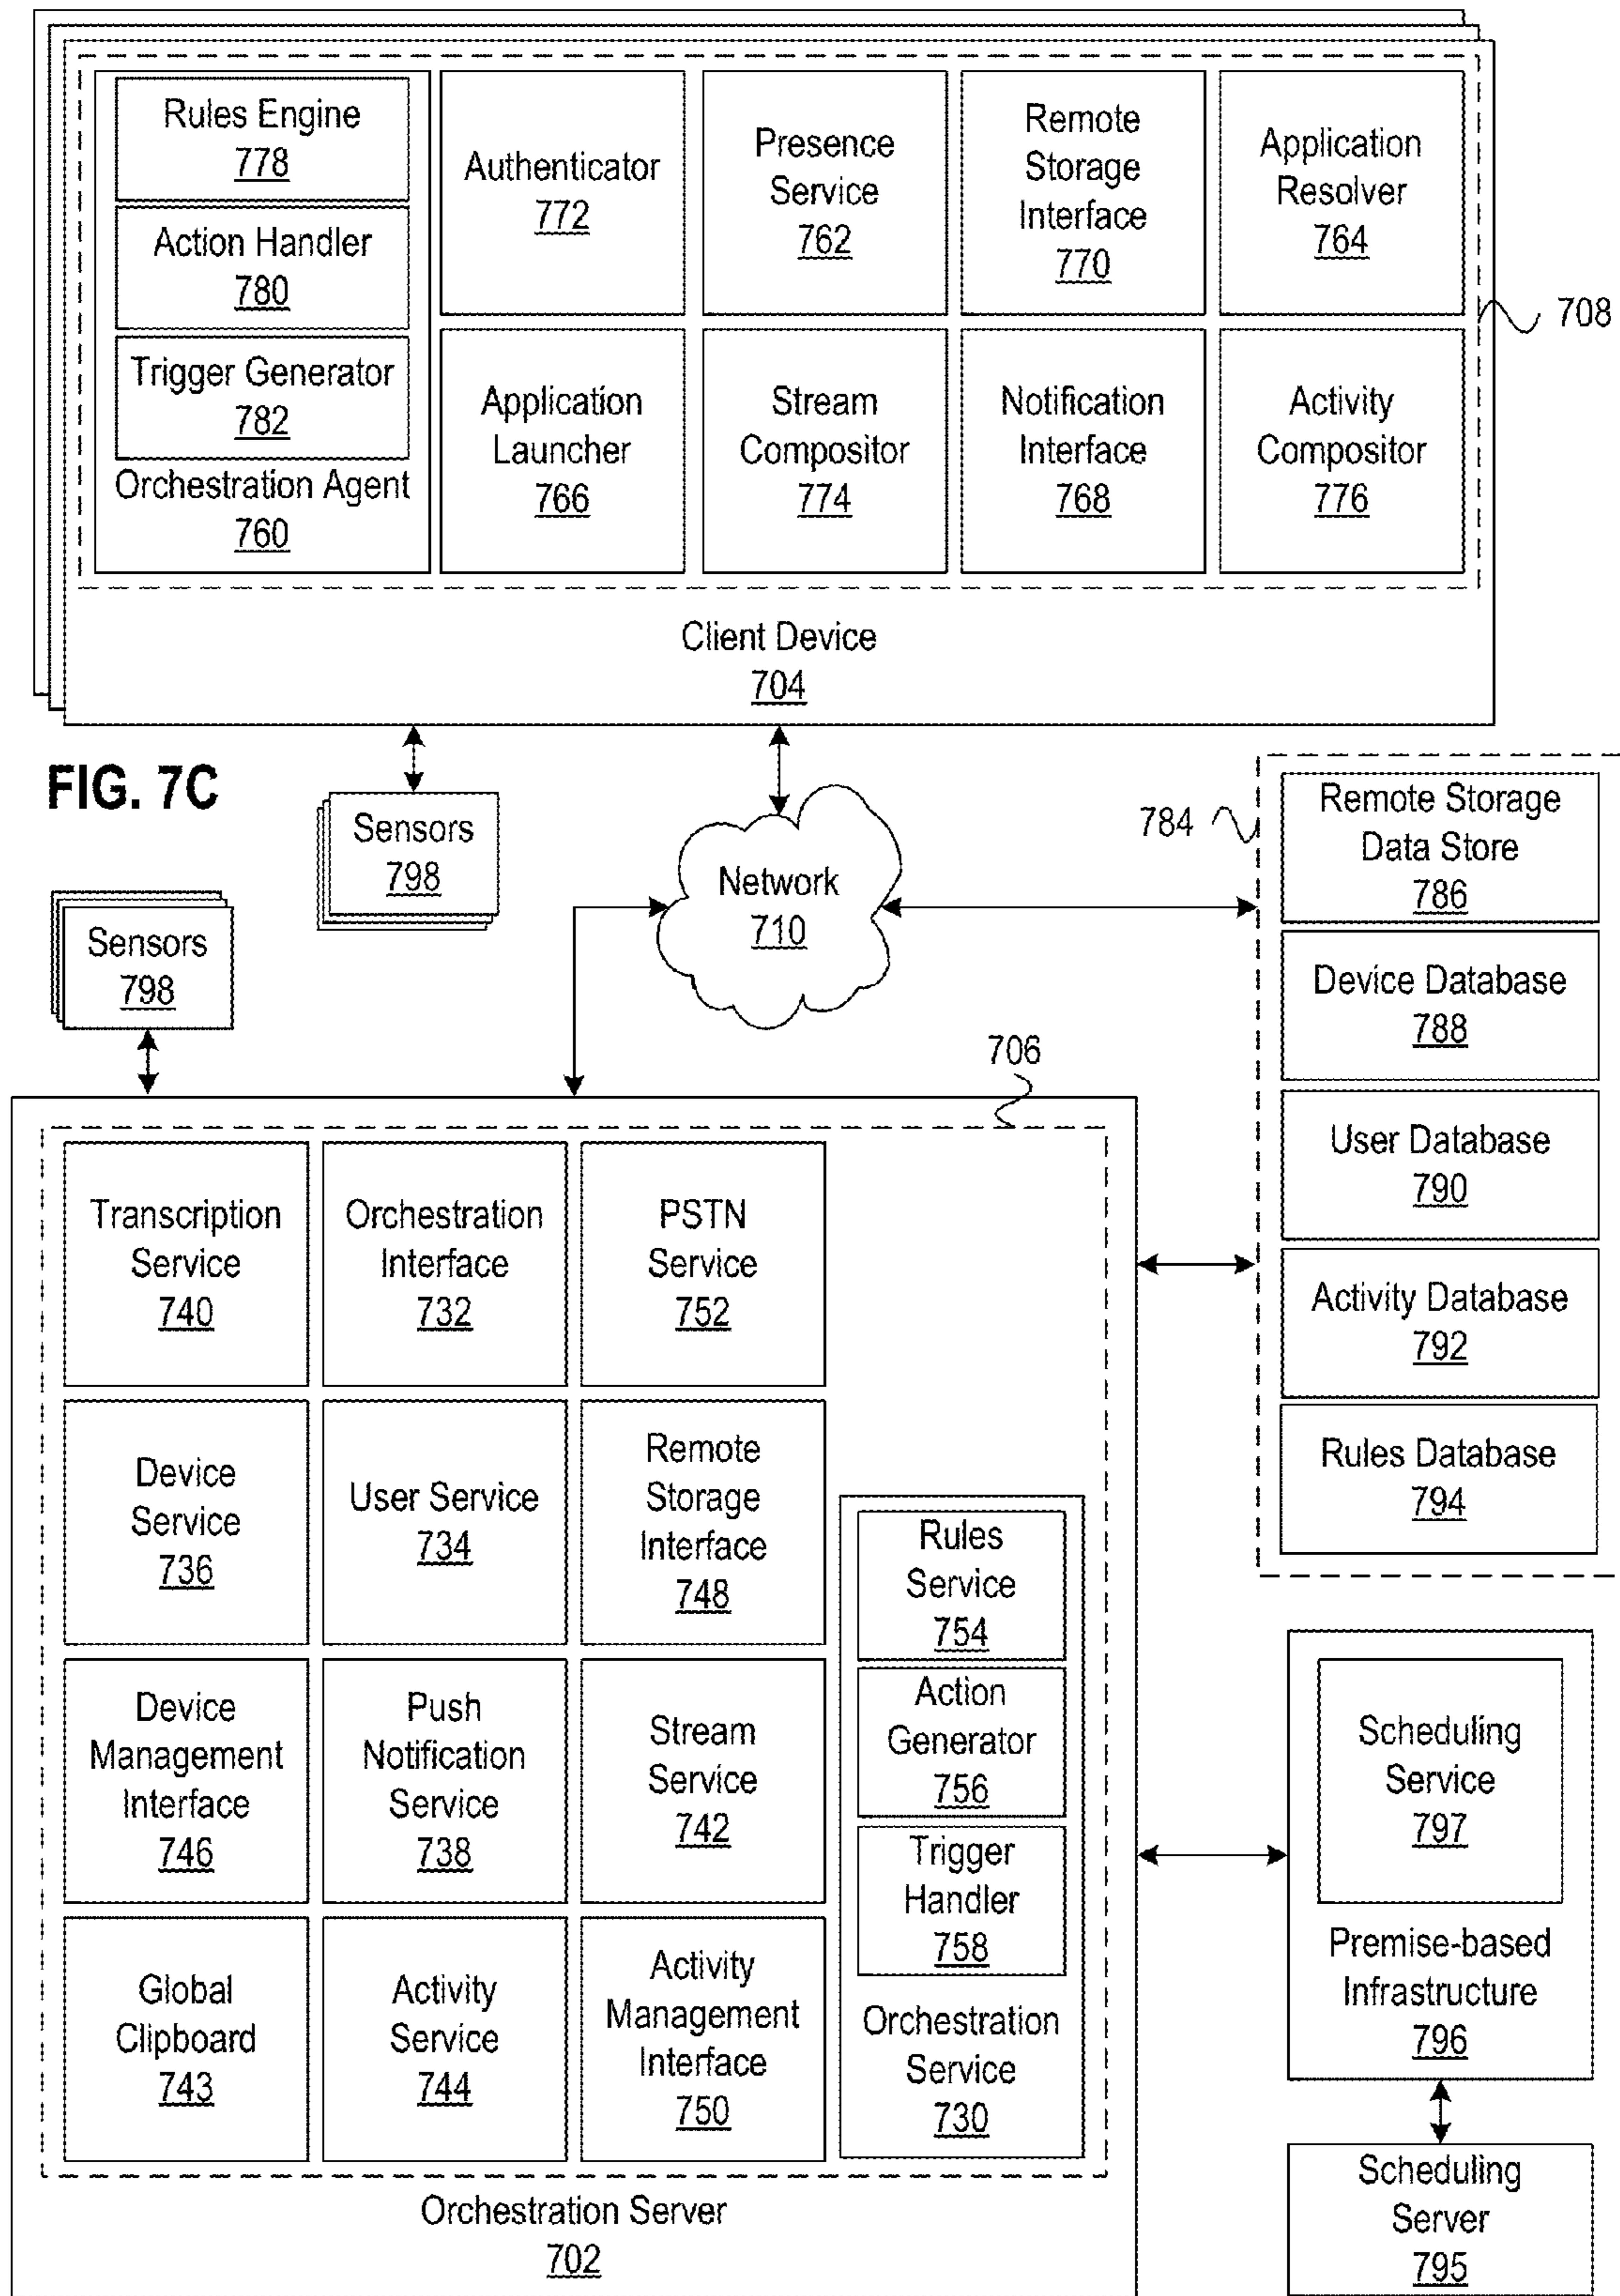 Rules Engine
778
Action Handler
780
Trigger Generator
782
Orchestration Agent
760
Authenticator
772
Presence
Service
762
Remote
Storage
Interface
770
Application
Resolver
764
Application
Launcher
766
Stream
Compositor
774
Notification
Interface
768
Activity
Compositor
776
708
Client Device
704
FIG. 7C
Sensors
798
Sensors
798
Network
710
784
Remote Storage
Data Store
786
Device Database
788
User Database
790
Activity Database
792
Rules Database
794
706
Transcription
Service
740
Orchestration
Interface
732
PSTN
Service
752
Device
Service
736
User Service
734
Remote
Storage
Interface
748
Device
Management
Interface
746
Push
Notification
Service
738
Stream
Service
742
Global
Clipboard
743
Activity
Service
744
Activity
Management
Interface
750
Rules
Service
754
Action
Generator
756
Trigger
Handler
758
Orchestration
Service
730
Orchestration Server
702
Scheduling
Service
797
Premise-based
Infrastructure
796
Scheduling
Server
795